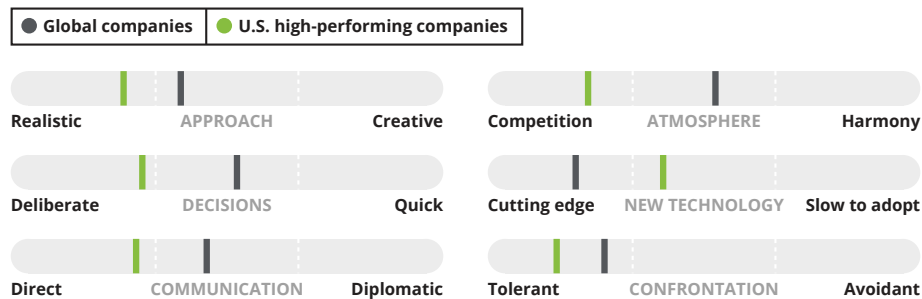 Global companies U.S. high-performing companies
Realistic APPROACH Creative
Competition ATMOSPHERE Harmony
Deliberate DECISIONS Quick
Cutting edge NEW TECHNOLOGY Slow to adopt
Direct COMMUNICATION Diplomatic
Tolerant CONFRONTATION Avoidant